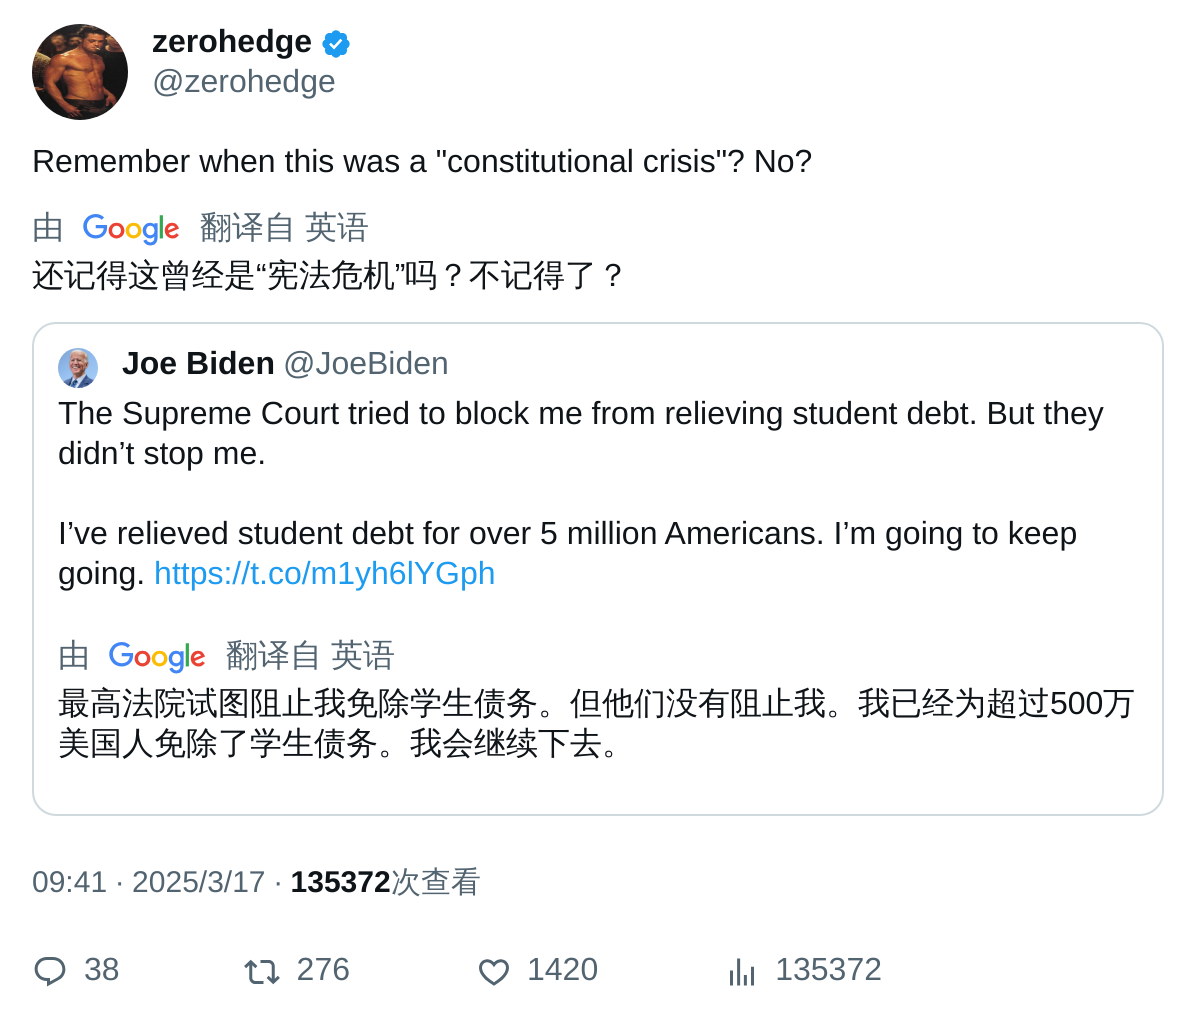 zerohedge
@zerohedge
Remember when this was a "constitutional crisis"? No?
由 Google 翻译自 英语
还记得这曾经是“宪法危机”吗？不记得了？
Joe Biden @JoeBiden
The Supreme Court tried to block me from relieving student debt. But they
didn’t stop me.
I’ve relieved student debt for over 5 million Americans. I’m going to keep
going. https://t.co/m1yh6lYGph
由 Google 翻译自 英语
最高法院试图阻止我免除学生债务。但他们没有阻止我。我已经为超过500万
美国人免除了学生债务。我会继续下去。
09:41 · 2025/3/17 · 135372次查看
38 276 1420 135372